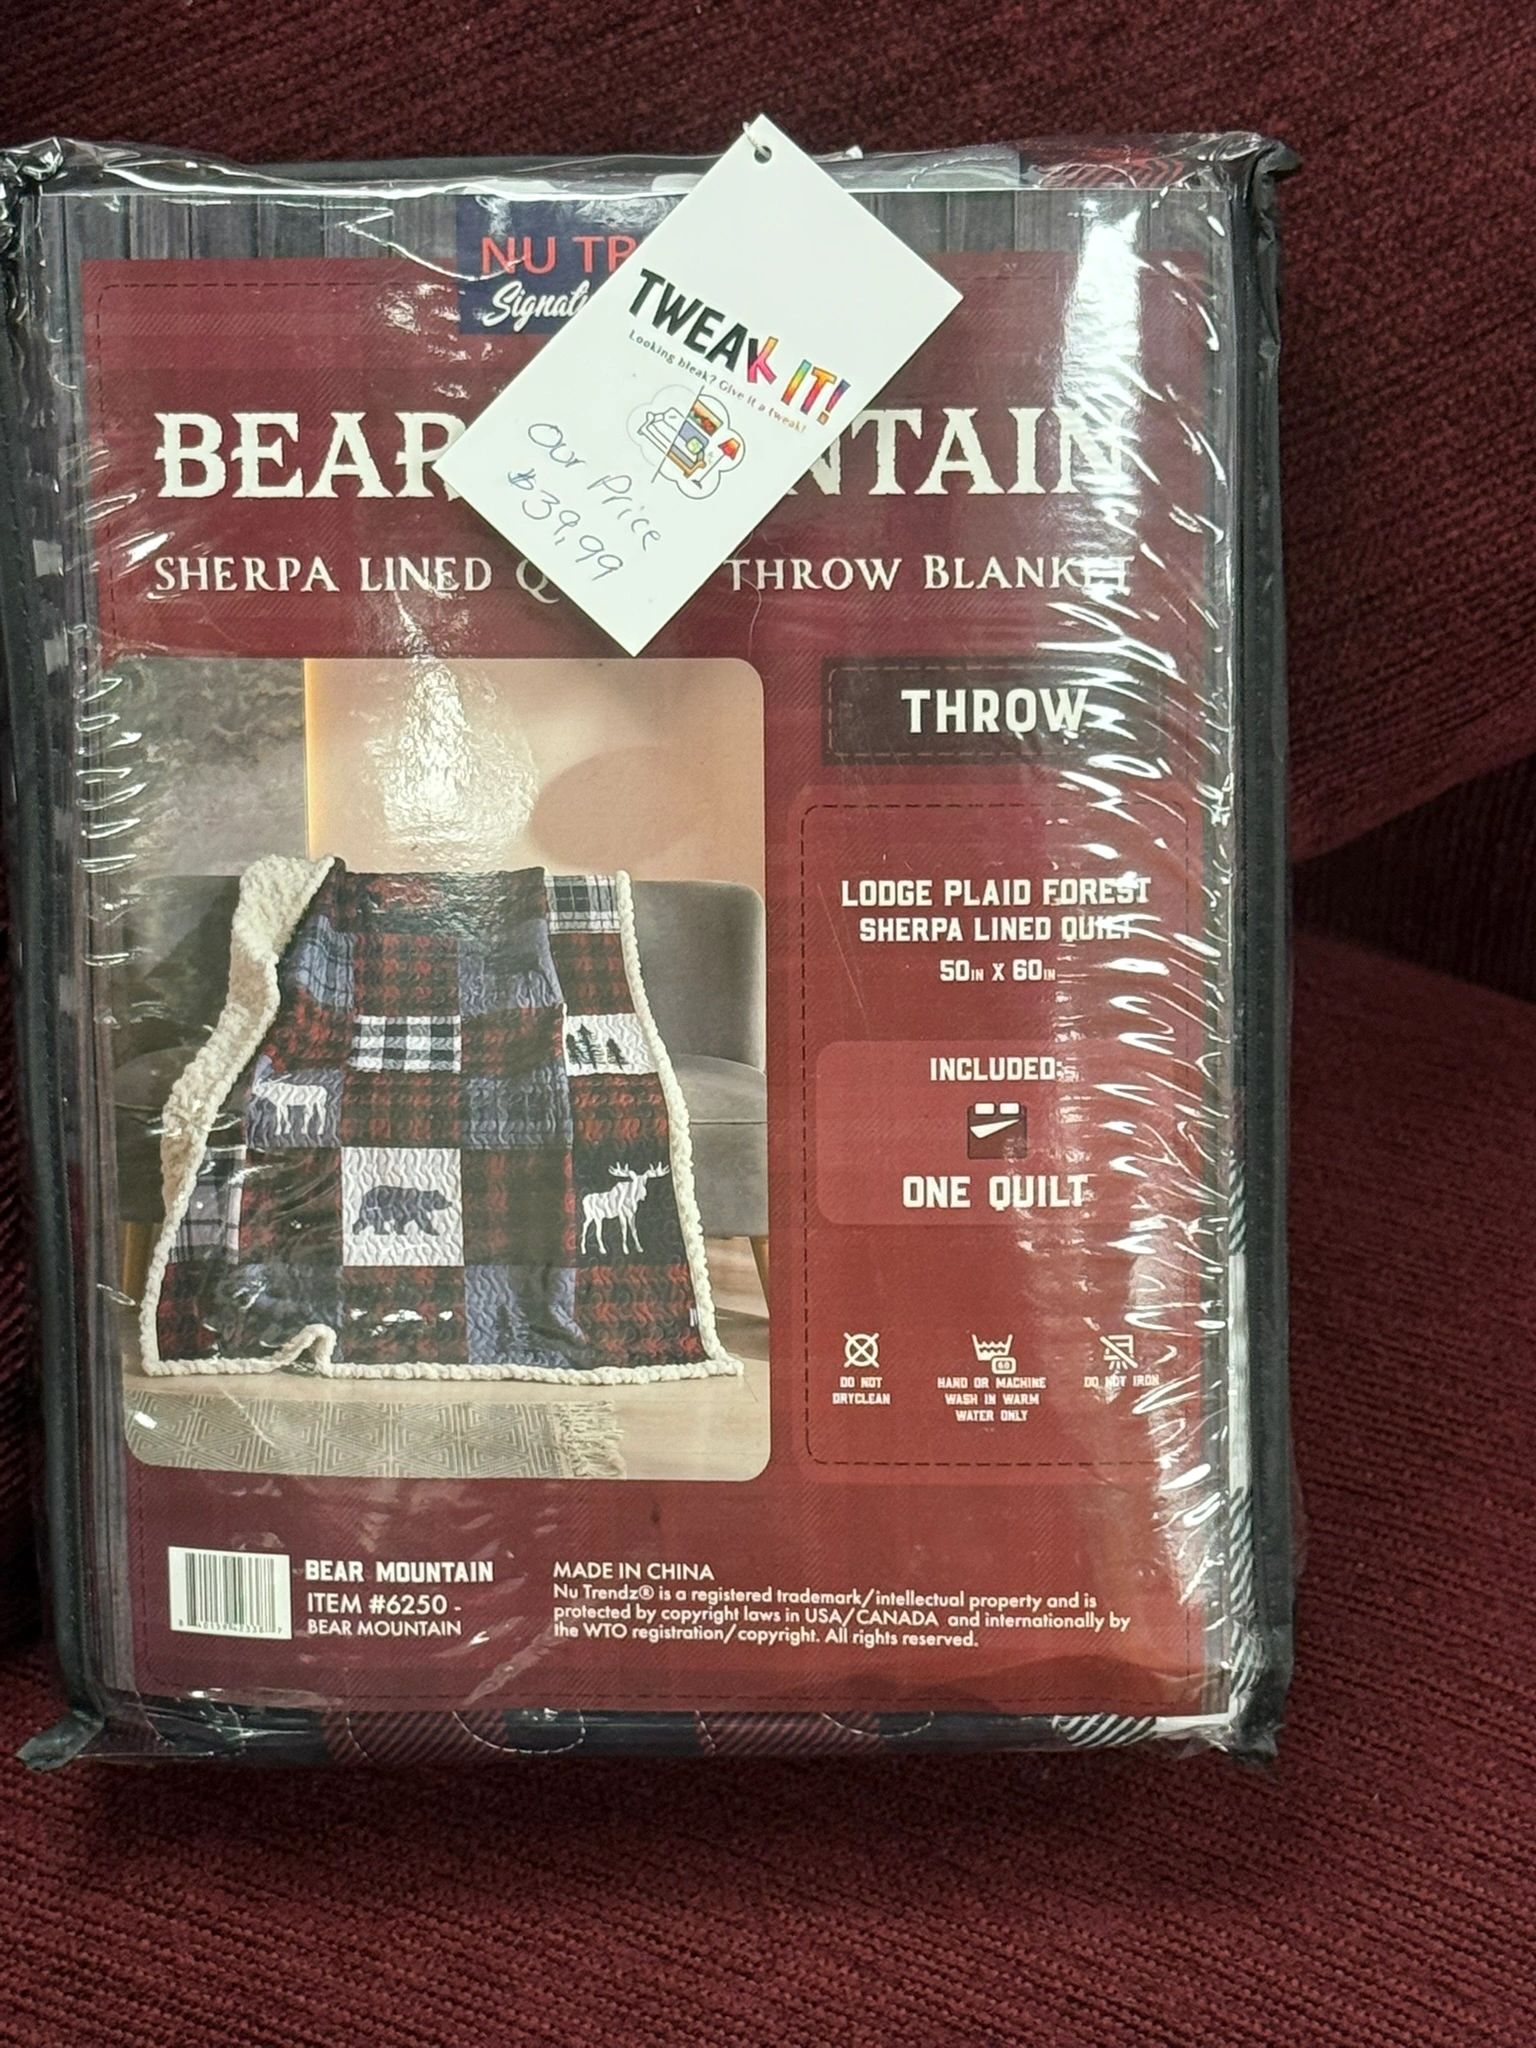 NU TR
Signatu
TWEAK IT!
Looking bleak? Give it a tweak!
Our Price
$39,99
BEAR NTAIN
SHERPA LINED Q THROW BLANKET
THROW
LODGE PLAID FOREST
SHERPA LINED QUILT
50IN X 60IN
INCLUDED:
ONE QUILT
DO NOT
DRYCLEAN
60
HAND OR MACHINE
WASH IN WARM
WATER ONLY
DO NOT IRON
BEAR MOUNTAIN
ITEM #6250 -
BEAR MOUNTAIN
MADE IN CHINA
Nu Trendz® is a registered trademark/intellectual property and is
protected by copyright laws in USA/CANADA and internationally by
the WTO registration/copyright. All rights reserved.